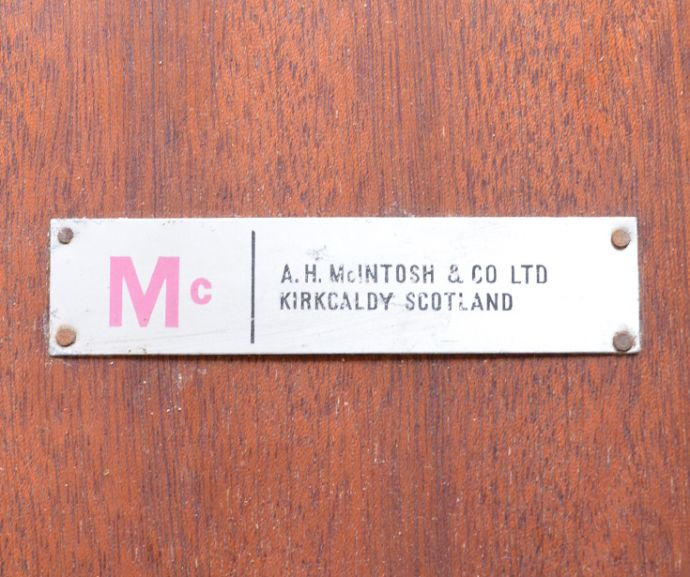 Mc
A. H. McINTOSH & CO LTD
KIRKCALDY SCOTLAND